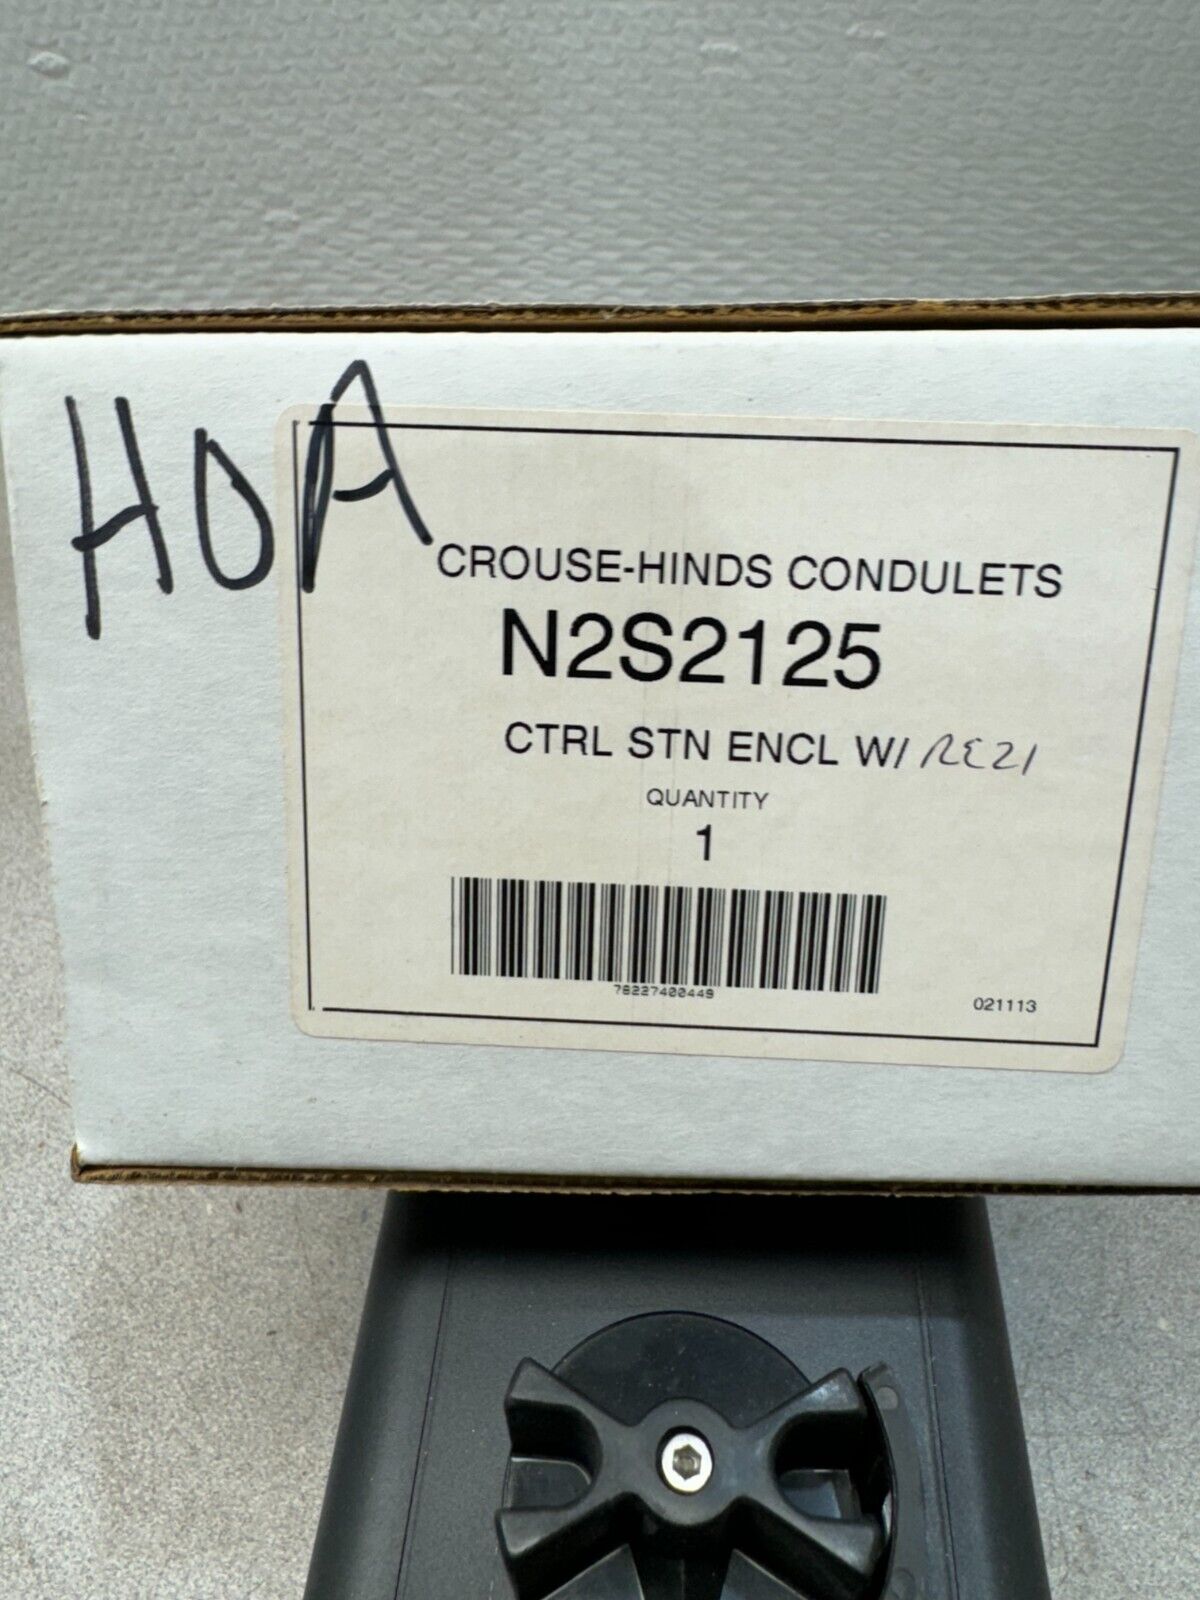 HOA
CROUSE-HINDS CONDULETS
N2S2125
CTRL STN ENCL W/ RE21
QUANTITY
1
78227400449
021113